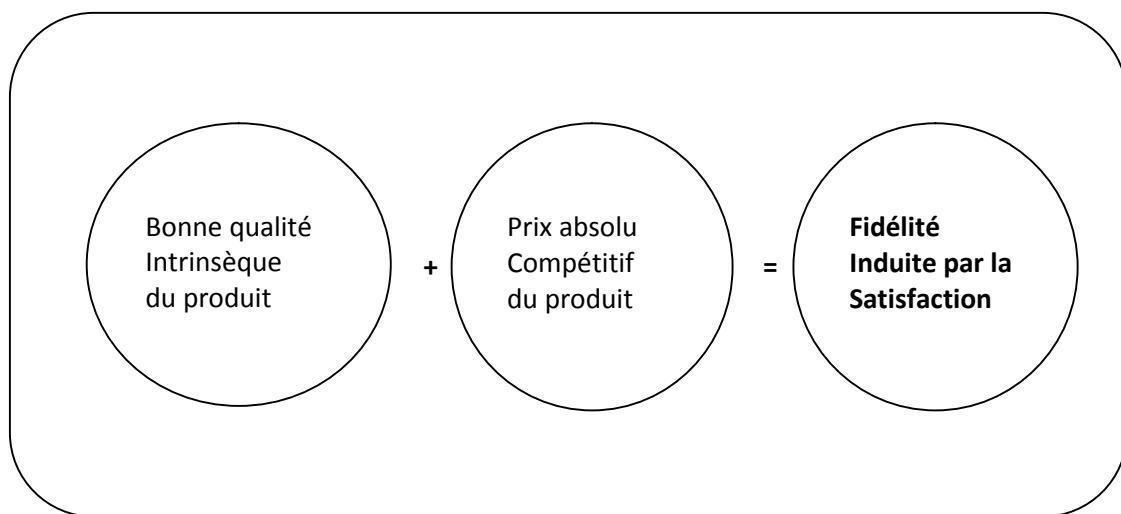 Bonne qualité
Intrinsèque
du produit
+
Prix absolu
Compétitif
du produit
=
Fidélité
Induite par la
Satisfaction